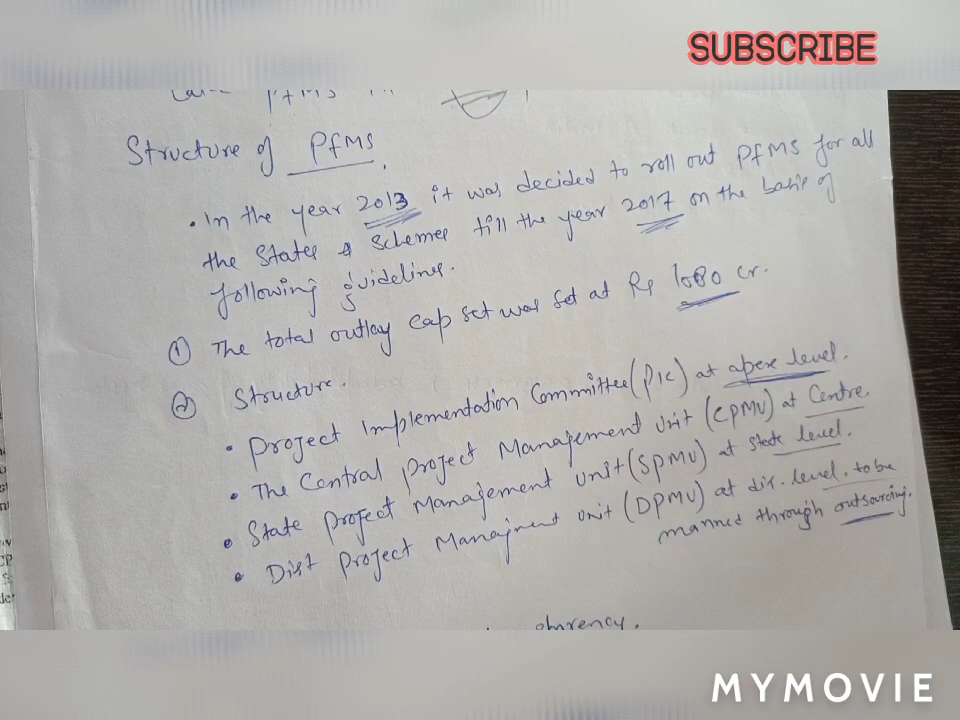 SUBSCRIBE
PFMS
Structure of PFMS.
• In the year 2013 it was decided to roll out PFMS for all
the States & Schemes till the year 2017 on the basis of
following guidelines.
① The total outlay cap set was set at Rs 1080 cr.
② Structure.
• Project Implementation Committee (PIC) at apex level.
• The Central Project Management Unit (CPMU) at Centre.
• State Project Management Unit (SPMU) at state level.
• Dist Project Managment Unit (DPMU) at dis. level. to be
manned through outsourcing.
MYMOVIE